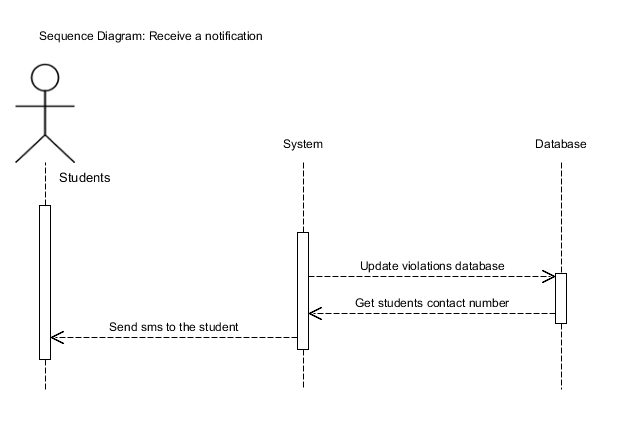 Sequence Diagram: Receive a notification
System
Database
Students
Update violations database
Get students contact number
Send sms to the student